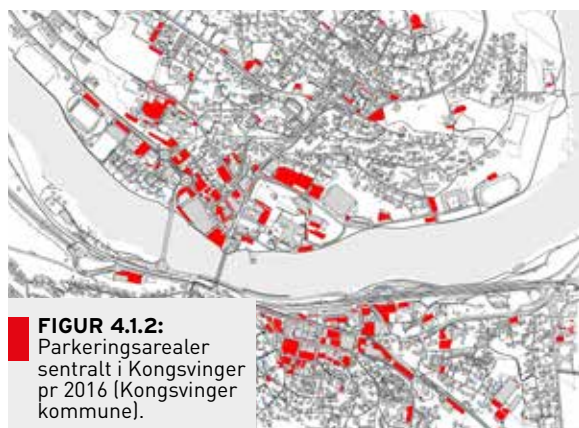 FIGUR 4.1.2:
Parkeringsarealer
sentralt i Kongsvinger
pr 2016 (Kongsvinger
kommune).